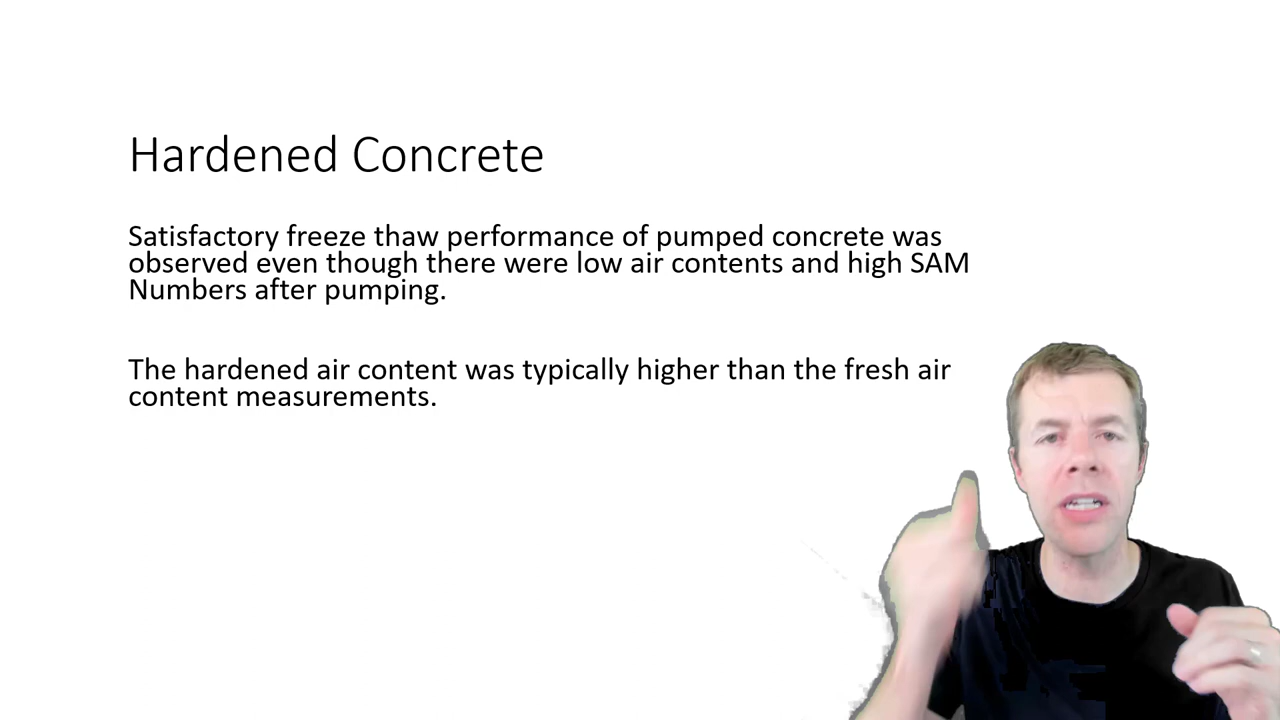 Hardened Concrete
Satisfactory freeze thaw performance of pumped concrete was
observed even though there were low air contents and high SAM
Numbers after pumping.
The hardened air content was typically higher than the fresh air
content measurements.